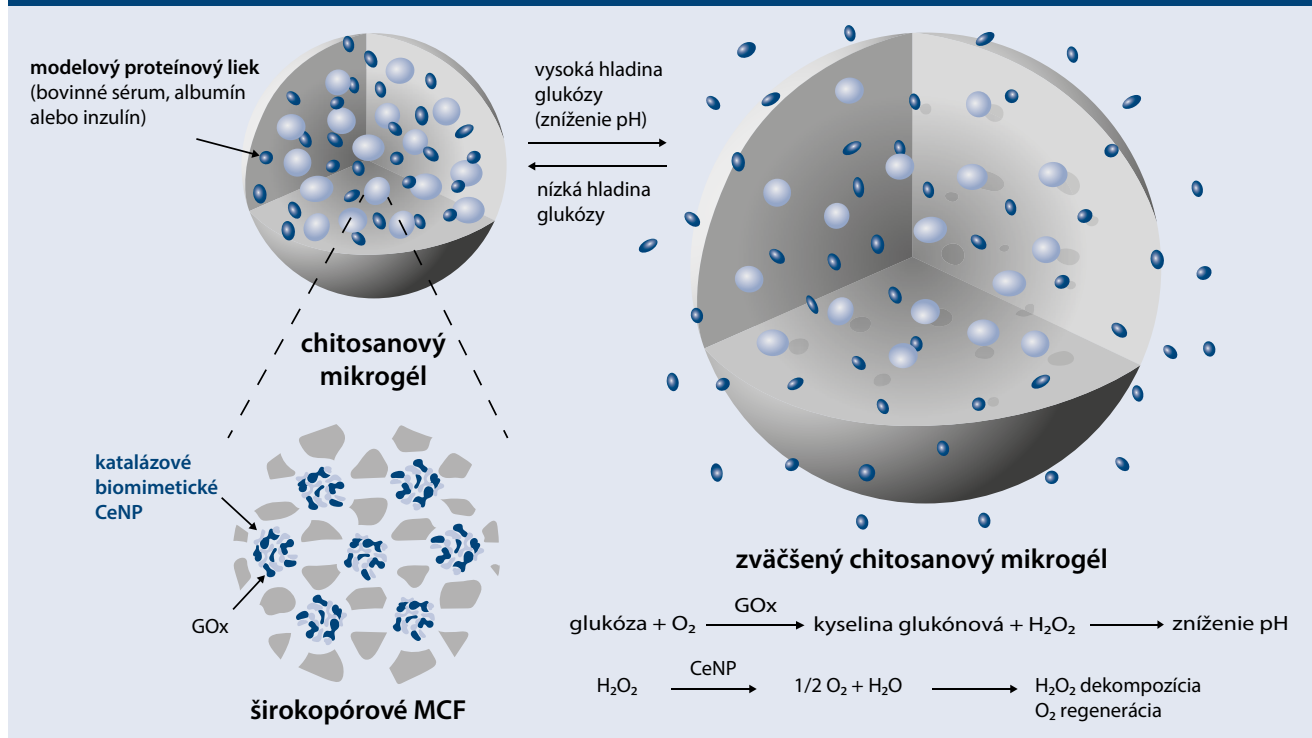 modelový proteínový liek
(bovinné sérum, albumín
alebo inzulín)
vysoká hladina
glukózy
(zníženie pH)
nízká hladina
glukózy
chitosanový
mikrogél
katalázové
biomimetické
CeNP
GOx
širokopórové MCF
zväčšený chitosanový mikrogél
glukóza + O₂ GOx kyselina glukónová + H₂O₂ zníženie pH
H₂O₂ CeNP 1/2 O₂ + H₂O H₂O₂ dekompozícia
O₂ regenerácia